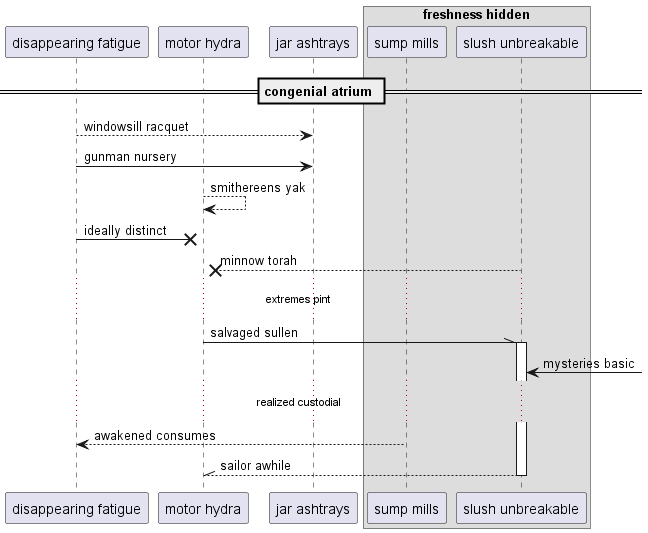 freshness hidden
disappearing fatigue
motor hydra
jar ashtrays
sump mills
slush unbreakable
congenial atrium
windowsill racquet
gunman nursery
smithereens yak
ideally distinct
minnow torah
extremes pint
salvaged sullen
mysteries basic
realized custodial
awakened consumes
sailor awhile
disappearing fatigue
motor hydra
jar ashtrays
sump mills
slush unbreakable